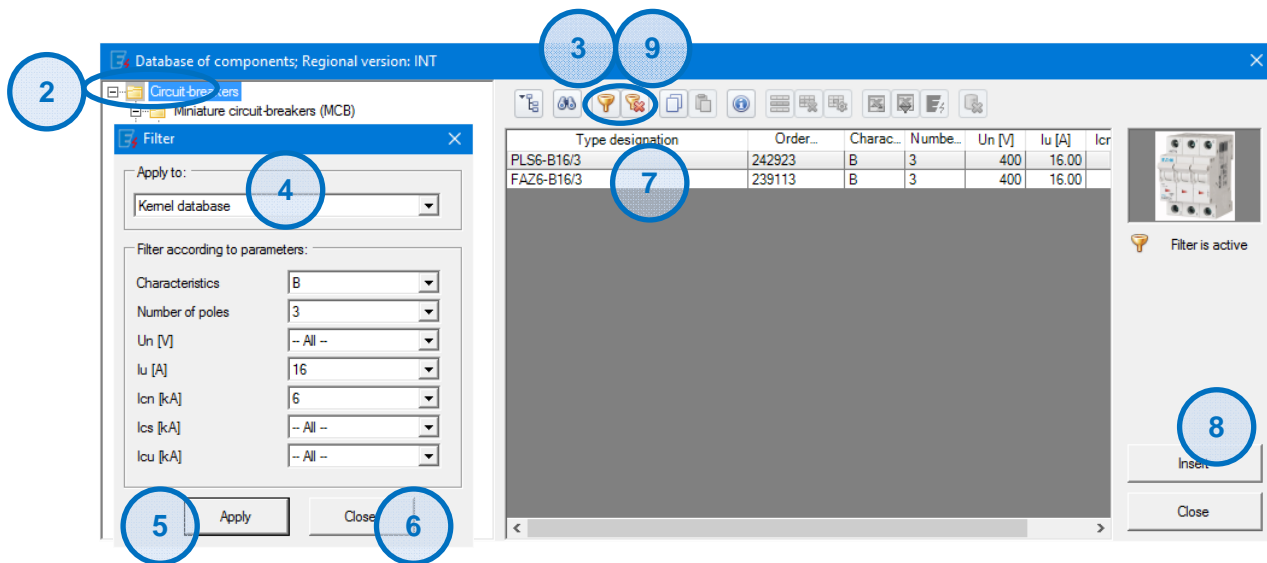 3
9
2
Database of components; Regional version: INT
Circuit-breakers
Miniature circuit-breakers (MCB)
Filter
Apply to:
4
Kernel database
Filter according to parameters:
Characteristics B
Number of poles 3
Un [V] -- All --
Iu [A] 16
Icn [kA] 6
Ics [kA] -- All --
Icu [kA] -- All --
5
Apply
Close
6
Type designation Order... Charac... Numbe... Un [V] Iu [A] Icn
PLS6-B16/3 242923 B 3 400 16.00
FAZ6-B16/3 239113 B 3 400 16.00
7
Filter is active
8
Insert
Close